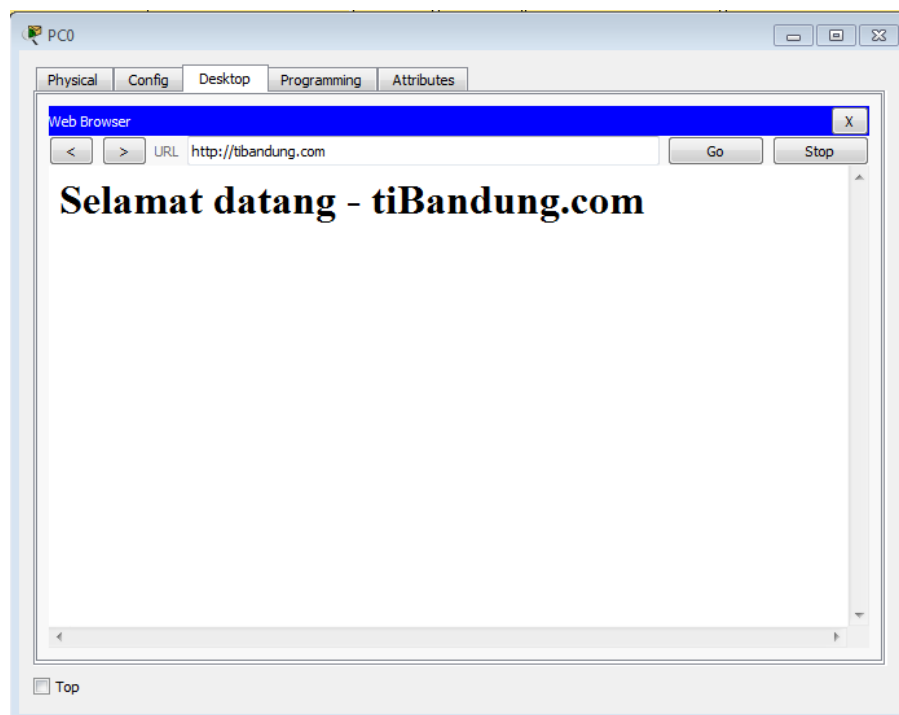 PC0
Physical Config Desktop Programming Attributes
Web Browser X
< > URL http://tibandung.com Go Stop
Selamat datang - tiBandung.com
Top